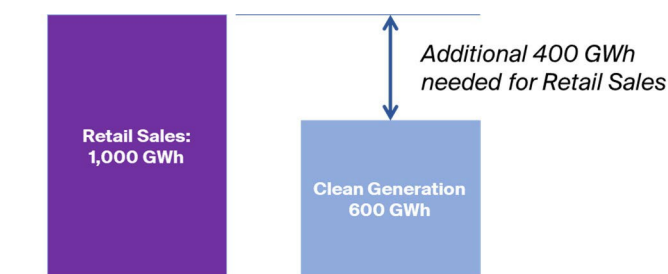 Additional 400 GWh
needed for Retail Sales
Retail Sales:
1,000 GWh
Clean Generation
600 GWh